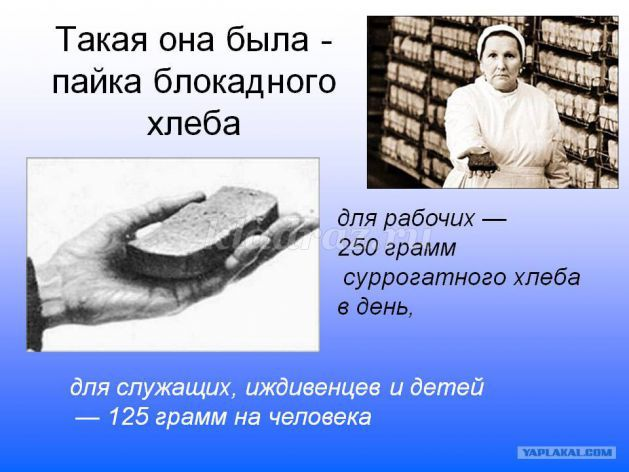 Такая она была -
пайка блокадного
хлеба
для рабочих —
250 грамм
суррогатного хлеба
в день,
для служащих, иждивенцев и детей
— 125 грамм на человека
YAPLAKAL.COM